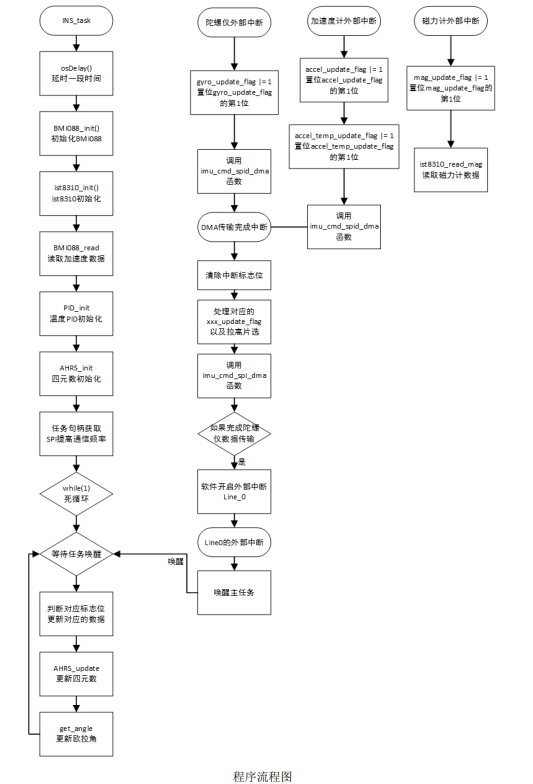 INS_task
osDelay()
延时一段时间
BMI088_init()
初始化BMI088
ist8310_init()
ist8310初始化
BMI088_read
读取加速度数据
PID_init
温度PID初始化
AHRS_init
四元数初始化
任务句柄获取
SPI提高通信频率
while(1)
死循环
等待任务唤醒
判断对应标志位
更新对应的数据
AHRS_update
更新四元数
get_angle
更新欧拉角
陀螺仪外部中断
gyro_update_flag |= 1
置位gyro_update_flag
的第1位
调用
imu_cmd_spid_dma
函数
DMA传输完成中断
清除中断标志位
处理对应的
xxx_update_flag
以及拉高片选
调用
imu_cmd_spi_dma
函数
如果完成陀螺
仪数据传输
是
软件开启外部中断
Line_0
Line0的外部中断
唤醒主任务
唤醒
加速度计外部中断
accel_update_flag |= 1
置位accel_update_flag
的第1位
accel_temp_update_flag |= 1
置位accel_temp_update_flag
的第1位
调用
imu_cmd_spid_dma
函数
磁力计外部中断
mag_update_flag |= 1
置位mag_update_flag的
第1位
ist8310_read_mag
读取磁力计数据
程序流程图